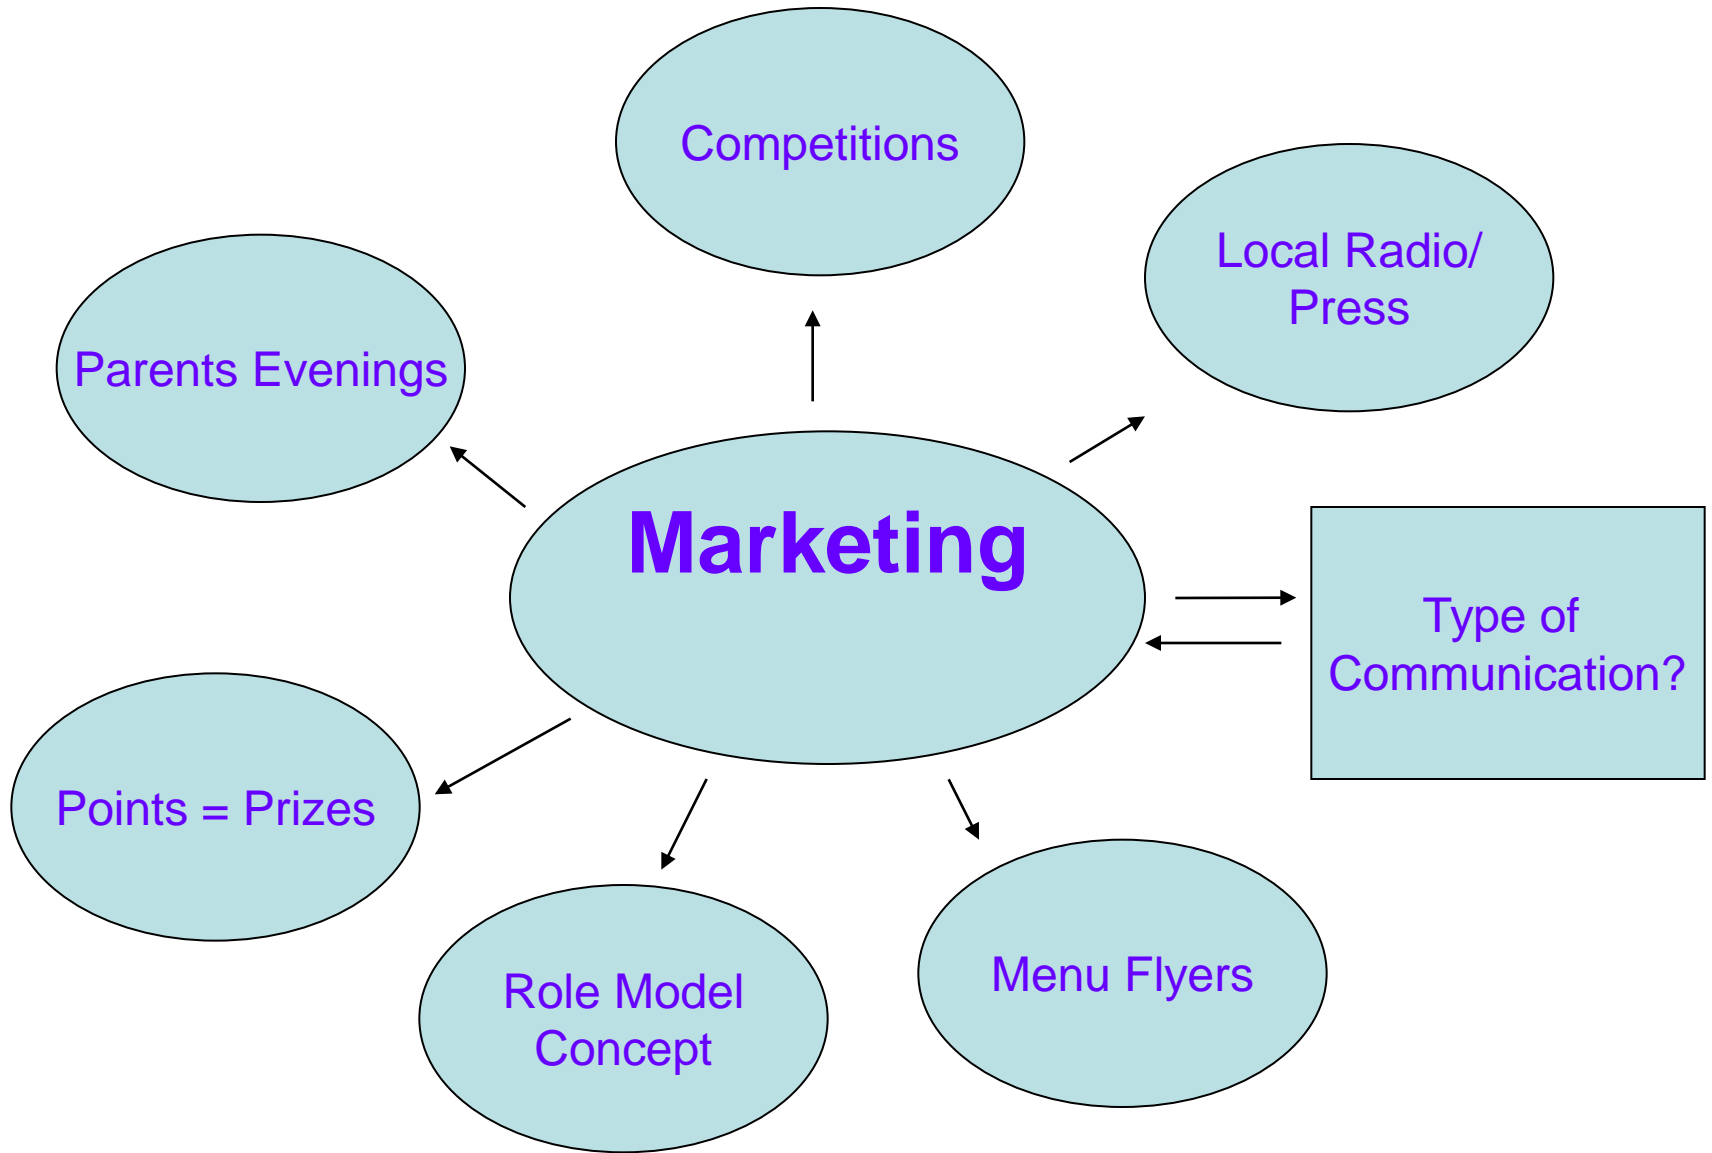 Competitions
Local Radio/
Press
Parents Evenings
Marketing
Type of
Communication?
Points = Prizes
Role Model
Concept
Menu Flyers